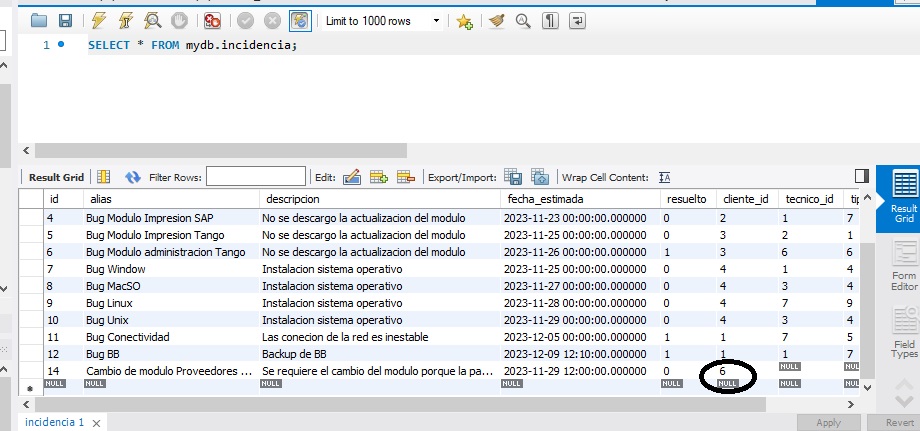 Limit to 1000 rows
1 SELECT * FROM mydb.incidencia;
Result Grid Filter Rows: Edit: Export/Import: Wrap Cell Content:
id alias descripcion fecha_estimada resuelto cliente_id tecnico_id tip
4 Bug Modulo Impresion SAP No se descargo la actualizacion del modulo 2023-11-23 00:00:00.000000 0 2 1 7
5 Bug Modulo Impresion Tango No se descargo la actualizacion del modulo 2023-11-25 00:00:00.000000 0 3 2 1
6 Bug Modulo administracion Tango No se descargo la actualizacion del modulo 2023-11-26 00:00:00.000000 1 3 6 6
7 Bug Window Instalacion sistema operativo 2023-11-25 00:00:00.000000 0 4 1 4
8 Bug MacSO Instalacion sistema operativo 2023-11-27 00:00:00.000000 0 4 3 4
9 Bug Linux Instalacion sistema operativo 2023-11-28 00:00:00.000000 0 4 7 9
10 Bug Unix Instalacion sistema operativo 2023-11-29 00:00:00.000000 0 4 3 4
11 Bug Conectividad Las conecion de la red es inestable 2023-12-05 00:00:00.000000 1 1 7 5
12 Bug BB Backup de BB 2023-12-09 12:10:00.000000 1 1 1 7
14 Cambio de modulo Proveedores ... Se requiere el cambio del modulo porque la pa... 2023-11-29 12:00:00.000000 0 6 NULL NULL
NULL NULL NULL NULL NULL NULL NULL NULL
Result Grid
Form Editor
Field Types
incidencia 1 Apply Revert